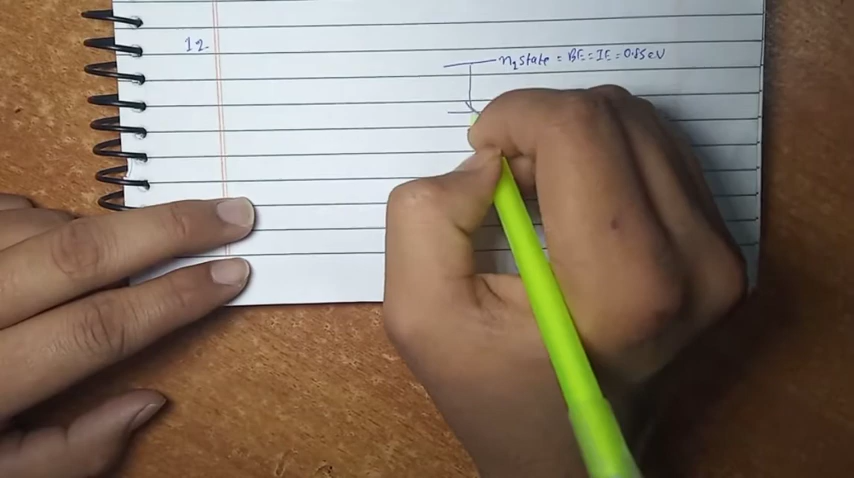 12.
n₂ state = BE = IE = 0.85 eV